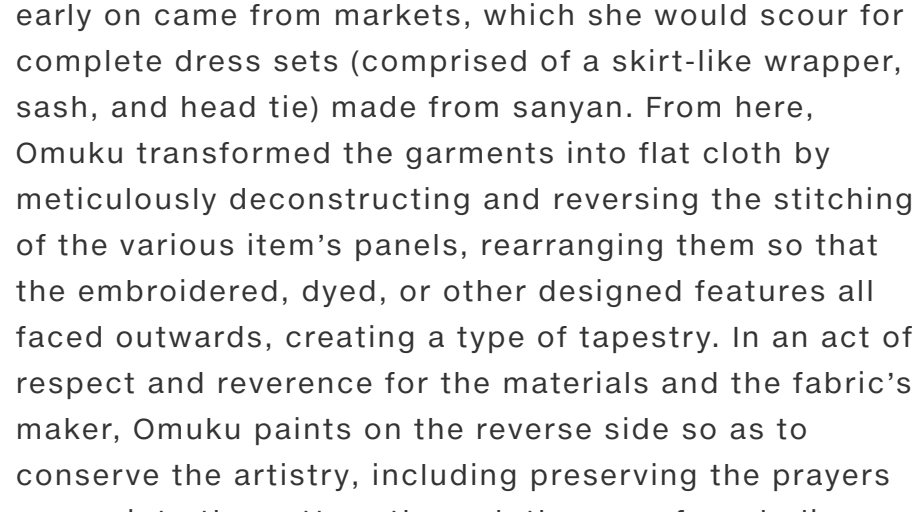 early on came from markets, which she would scour for
complete dress sets (comprised of a skirt-like wrapper,
sash, and head tie) made from sanyan. From here,
Omuku transformed the garments into flat cloth by
meticulously deconstructing and reversing the stitching
of the various item’s panels, rearranging them so that
the embroidered, dyed, or other designed features all
faced outwards, creating a type of tapestry. In an act of
respect and reverence for the materials and the fabric’s
maker, Omuku paints on the reverse side so as to
conserve the artistry, including preserving the prayers